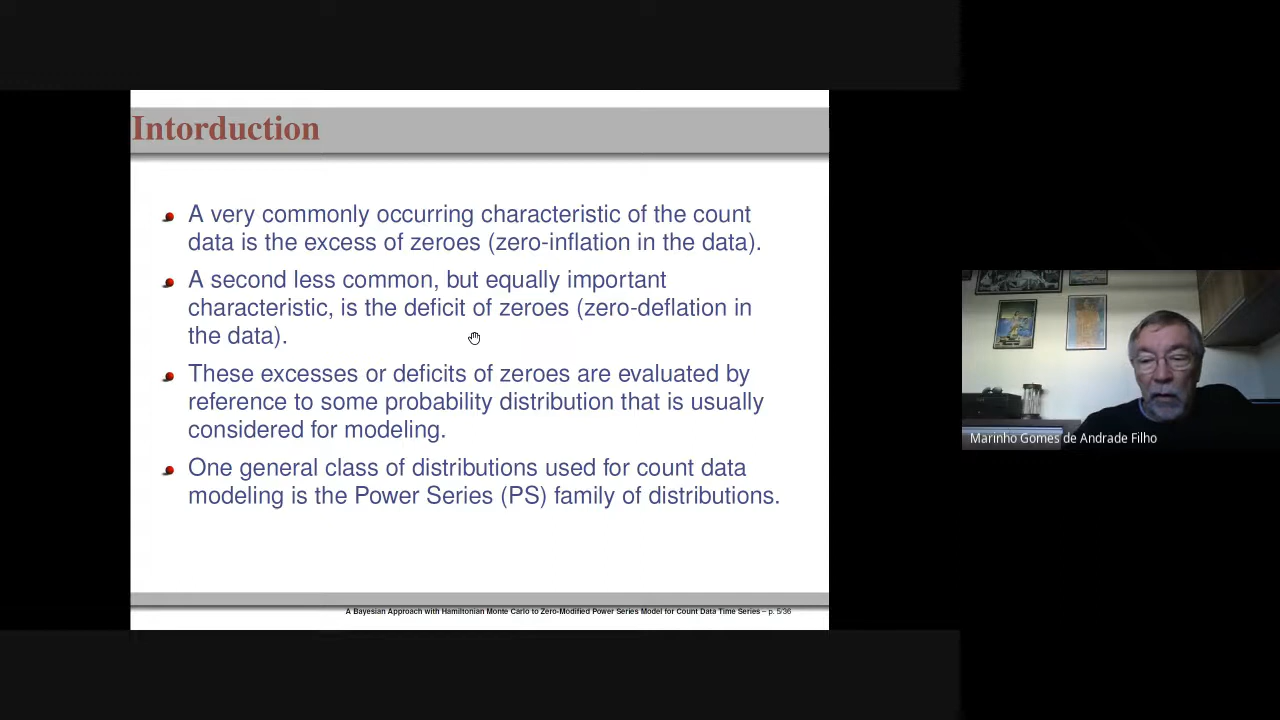 Intorduction
A very commonly occurring characteristic of the count
data is the excess of zeroes (zero-inflation in the data).
A second less common, but equally important
characteristic, is the deficit of zeroes (zero-deflation in
the data).
These excesses or deficits of zeroes are evaluated by
reference to some probability distribution that is usually
considered for modeling.
One general class of distributions used for count data
modeling is the Power Series (PS) family of distributions.
A Bayesian Approach with Hamiltonian Monte Carlo to Zero-Modified Power Series Model for Count Data Time Series – p. 5/36
Marinho Gomes de Andrade Filho